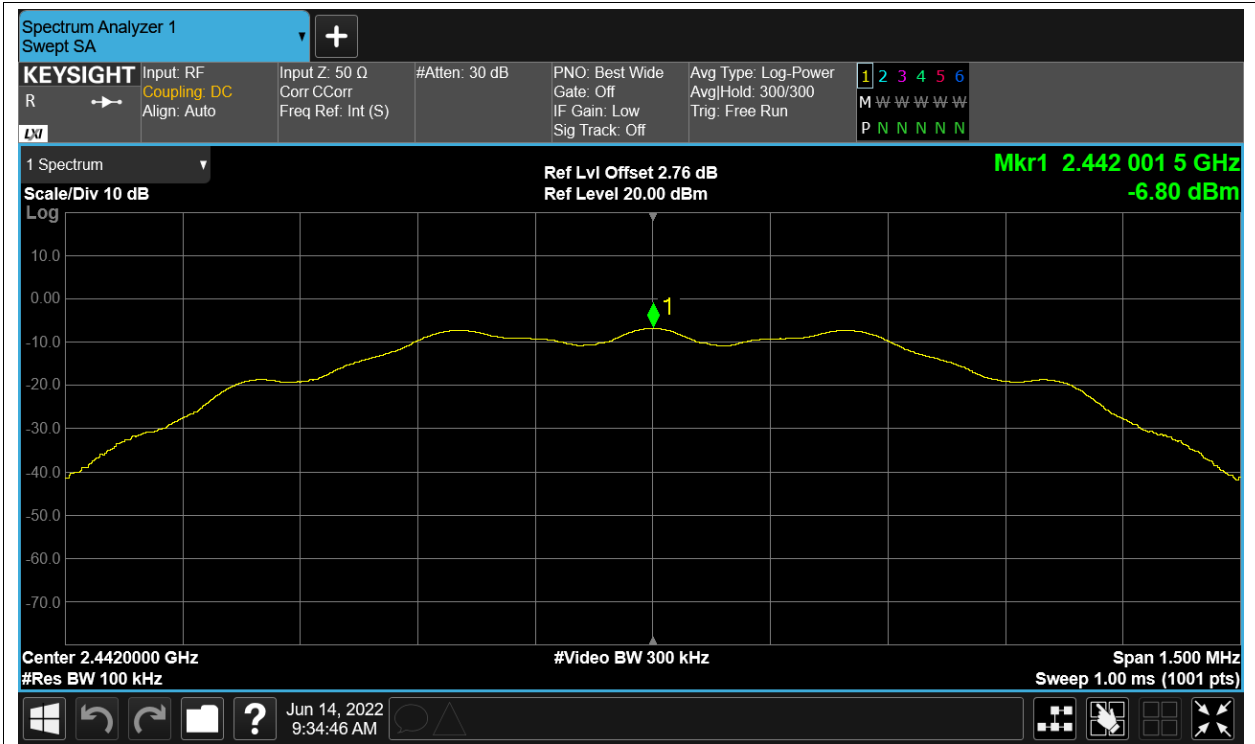 Spectrum Analyzer 1
Swept SA
+
KEYSIGHT
R
LXI
Input: RF
Coupling: DC
Align: Auto
Input Z: 50 Ω
Corr CCorr
Freq Ref: Int (S)
#Atten: 30 dB
PNO: Best Wide
Gate: Off
IF Gain: Low
Sig Track: Off
Avg Type: Log-Power
Avg|Hold: 300/300
Trig: Free Run
1 2 3 4 5 6
M W W W W W
P N N N N N
1 Spectrum
Scale/Div 10 dB
Log
Ref Lvl Offset 2.76 dB
Ref Level 20.00 dBm
Mkr1 2.442 001 5 GHz
-6.80 dBm
10.0
0.00
1
-10.0
-20.0
-30.0
-40.0
-50.0
-60.0
-70.0
Center 2.4420000 GHz
#Video BW 300 kHz
Span 1.500 MHz
#Res BW 100 kHz
Sweep 1.00 ms (1001 pts)
?
Jun 14, 2022
9:34:46 AM